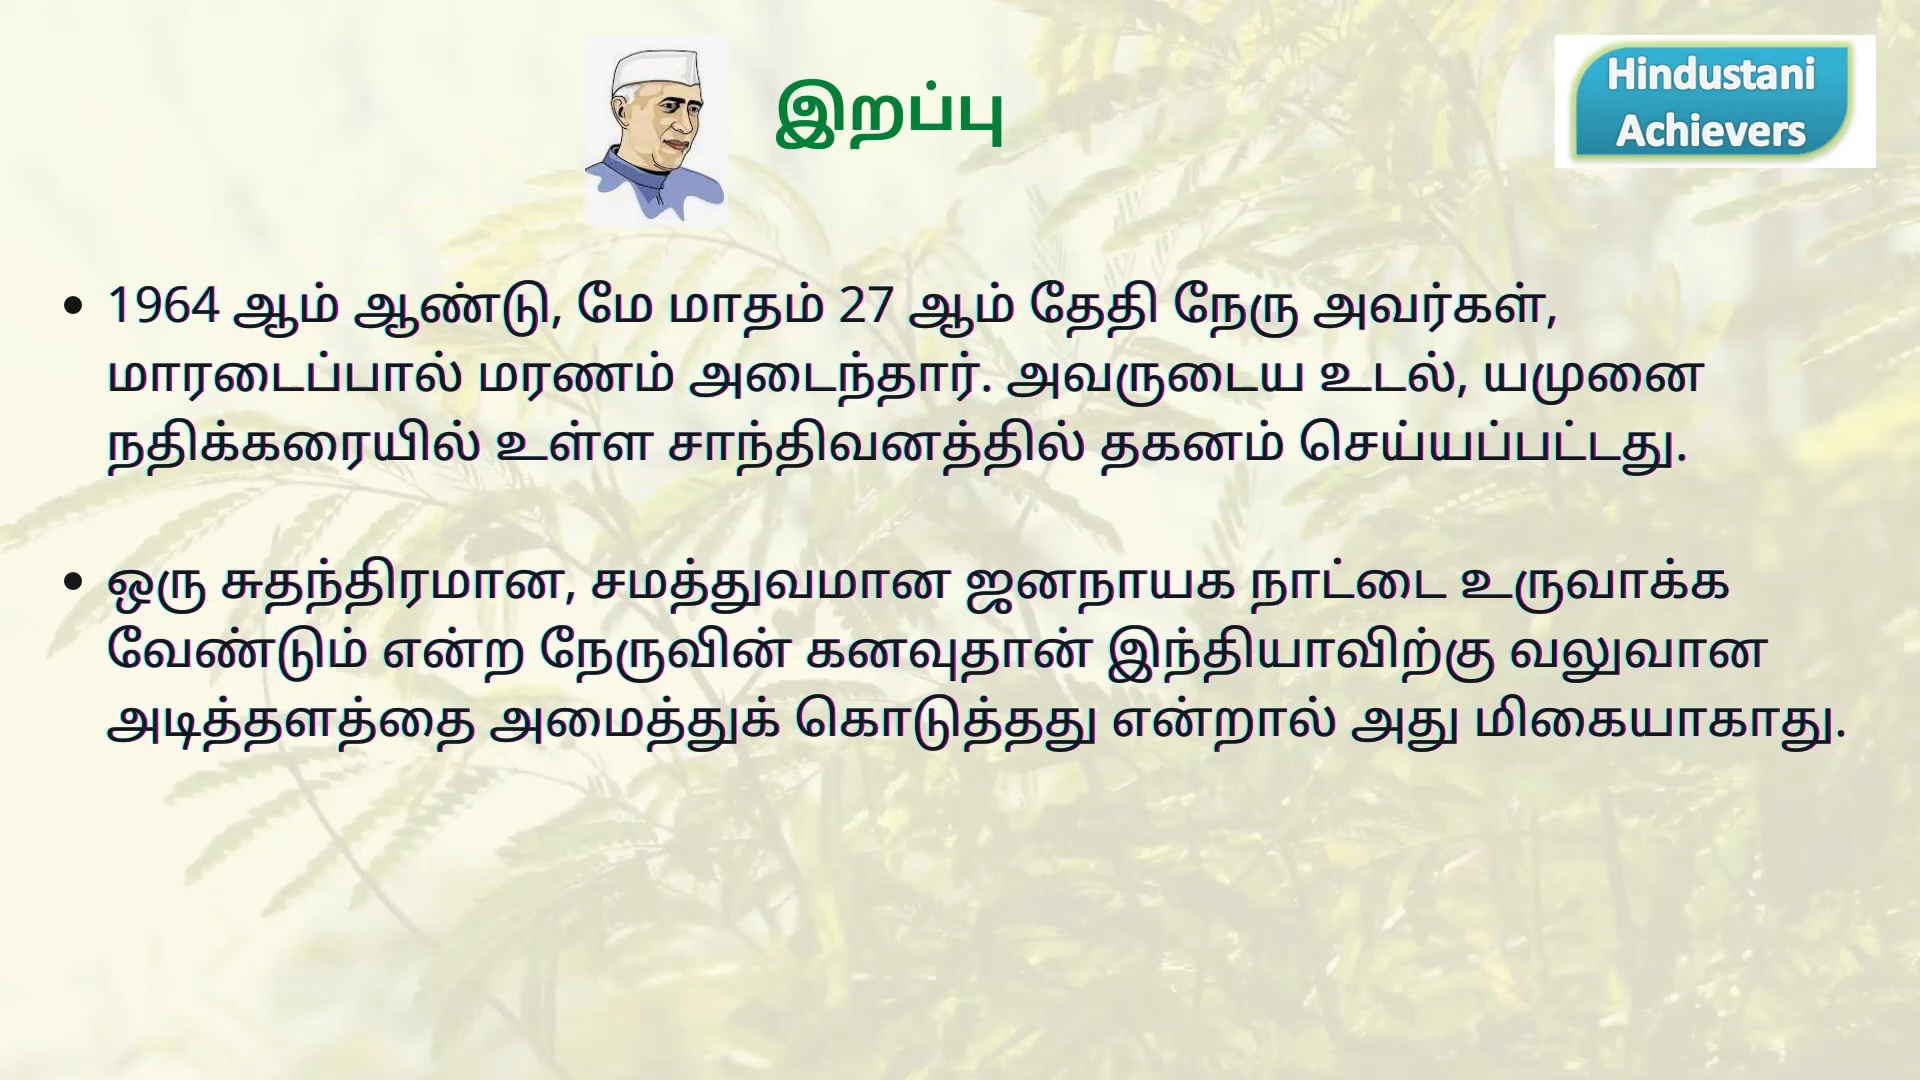 இறப்பு
Hindustani
Achievers
1964 ஆம் ஆண்டு, மே மாதம் 27 ஆம் தேதி நேரு அவர்கள்,
மாரடைப்பால் மரணம் அடைந்தார். அவருடைய உடல், யமுனை
நதிக்கரையில் உள்ள சாந்திவனத்தில் தகனம் செய்யப்பட்டது.
ஒரு சுதந்திரமான, சமத்துவமான ஜனநாயக நாட்டை உருவாக்க
வேண்டும் என்ற நேருவின் கனவுதான் இந்தியாவிற்கு வலுவான
அடித்தளத்தை அமைத்துக் கொடுத்தது என்றால் அது மிகையாகாது.